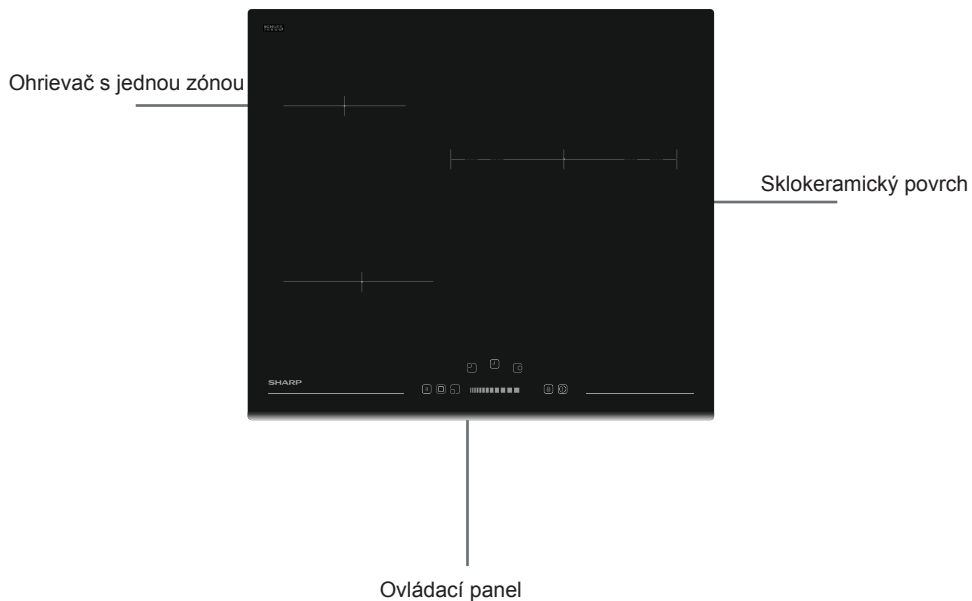 Ohrievač s jednou zónou
Sklokeramický povrch
SHARP
Ovládací panel